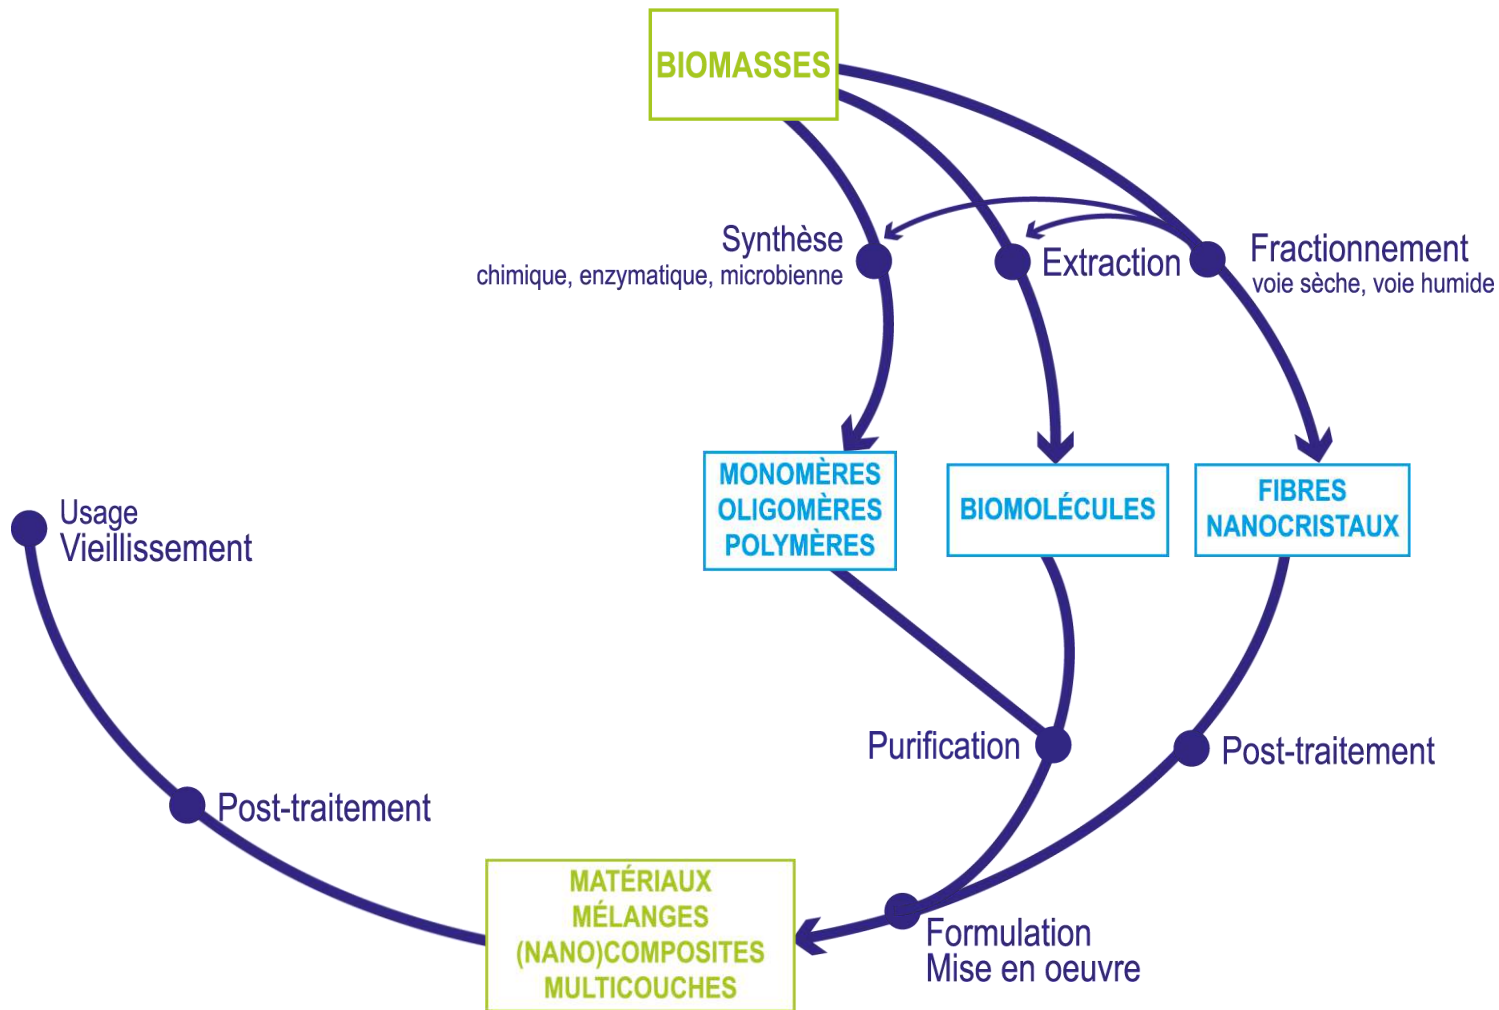 BIOMASSES
Synthèse
chimique, enzymatique, microbienne
Extraction
Fractionnement
voie sèche, voie humide
MONOMÈRES
OLIGOMÈRES
POLYMÈRES
BIOMOLÉCULES
FIBRES
NANOCRISTAUX
Usage
Vieillissement
Purification
Post-traitement
Post-traitement
MATÉRIAUX
MÉLANGES
(NANO)COMPOSITES
MULTICOUCHES
Formulation
Mise en oeuvre